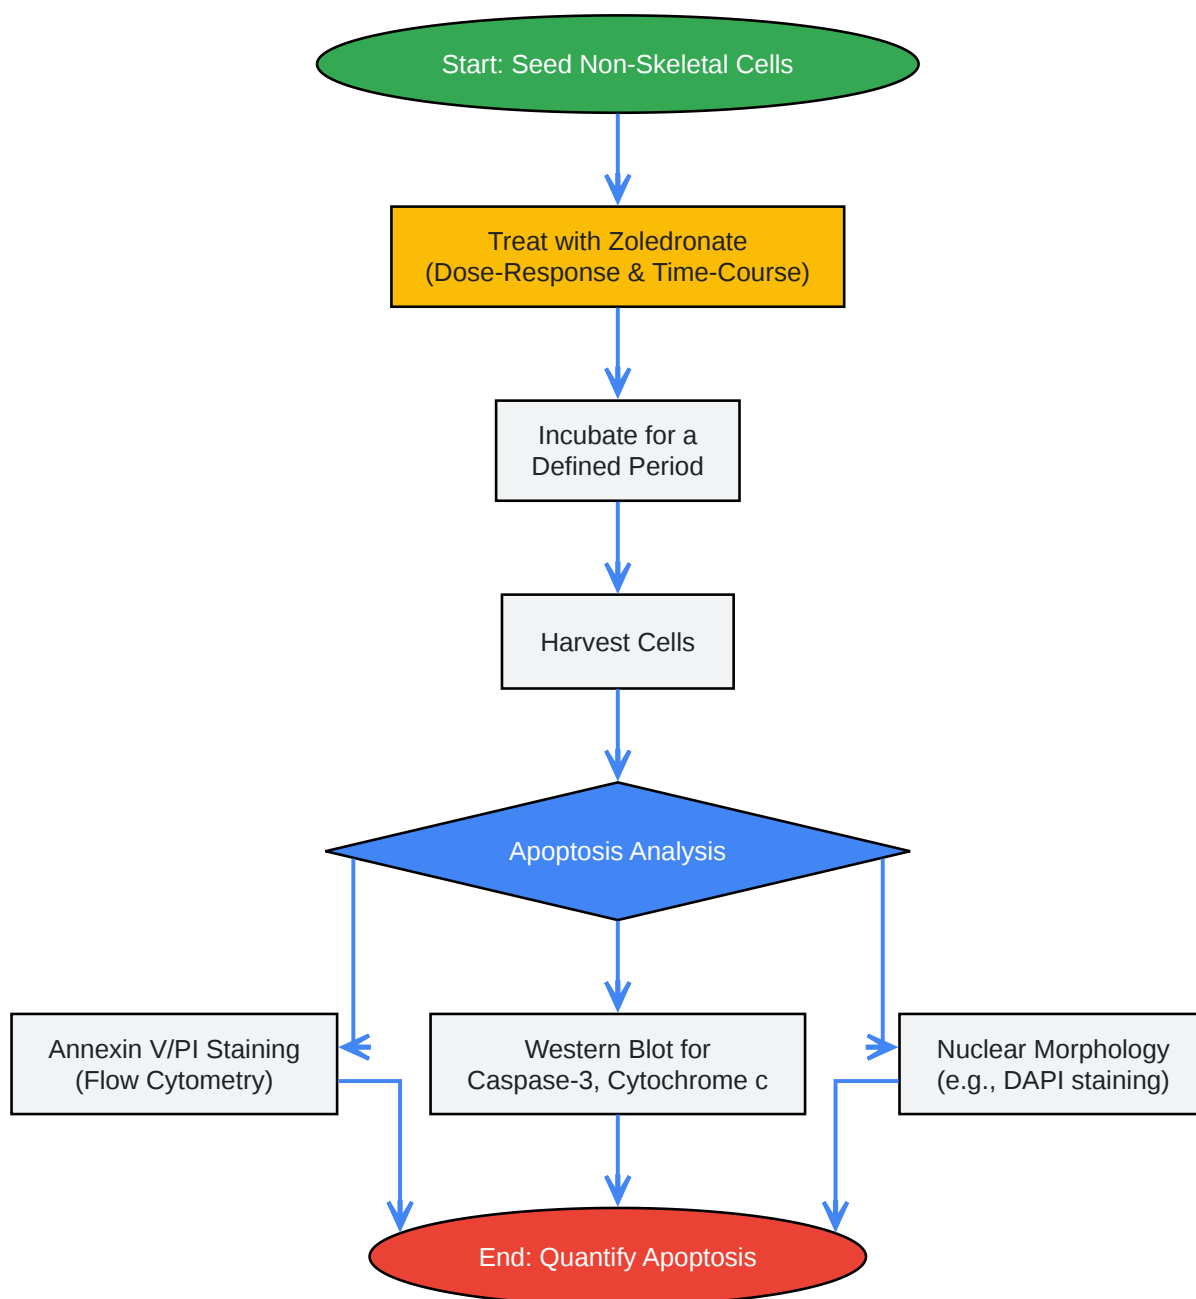 Start: Seed Non-Skeletal Cells
Treat with Zoledronate
(Dose-Response & Time-Course)
Incubate for a
Defined Period
Harvest Cells
Apoptosis Analysis
Annexin V/PI Staining
(Flow Cytometry)
Western Blot for
Caspase-3, Cytochrome c
Nuclear Morphology
(e.g., DAPI staining)
End: Quantify Apoptosis